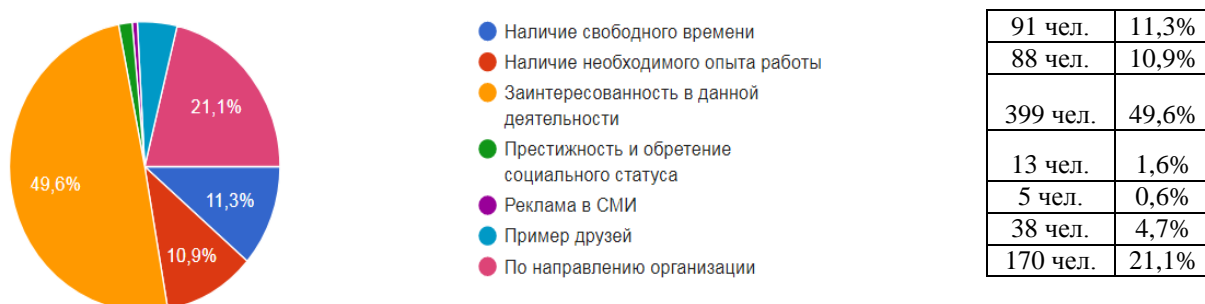 21,1%
49,6%
11,3%
10,9%
Наличие свободного времени
Наличие необходимого опыта работы
Заинтересованность в данной
деятельности
Престижность и обретение
социального статуса
Реклама в СМИ
Пример друзей
По направлению организации
91 чел. 11,3%
88 чел. 10,9%
399 чел. 49,6%
13 чел. 1,6%
5 чел. 0,6%
38 чел. 4,7%
170 чел. 21,1%